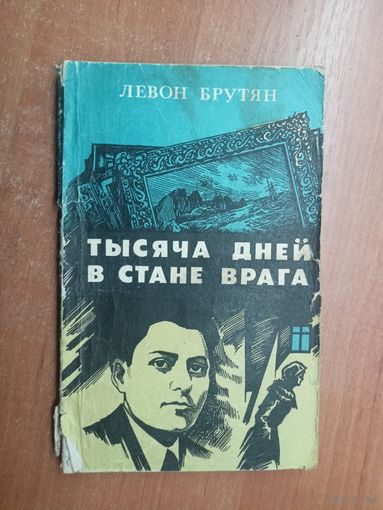 ЛЕВОН БРУТЯН
ТЫСЯЧА ДНЕЙ
В СТАНЕ ВРАГА